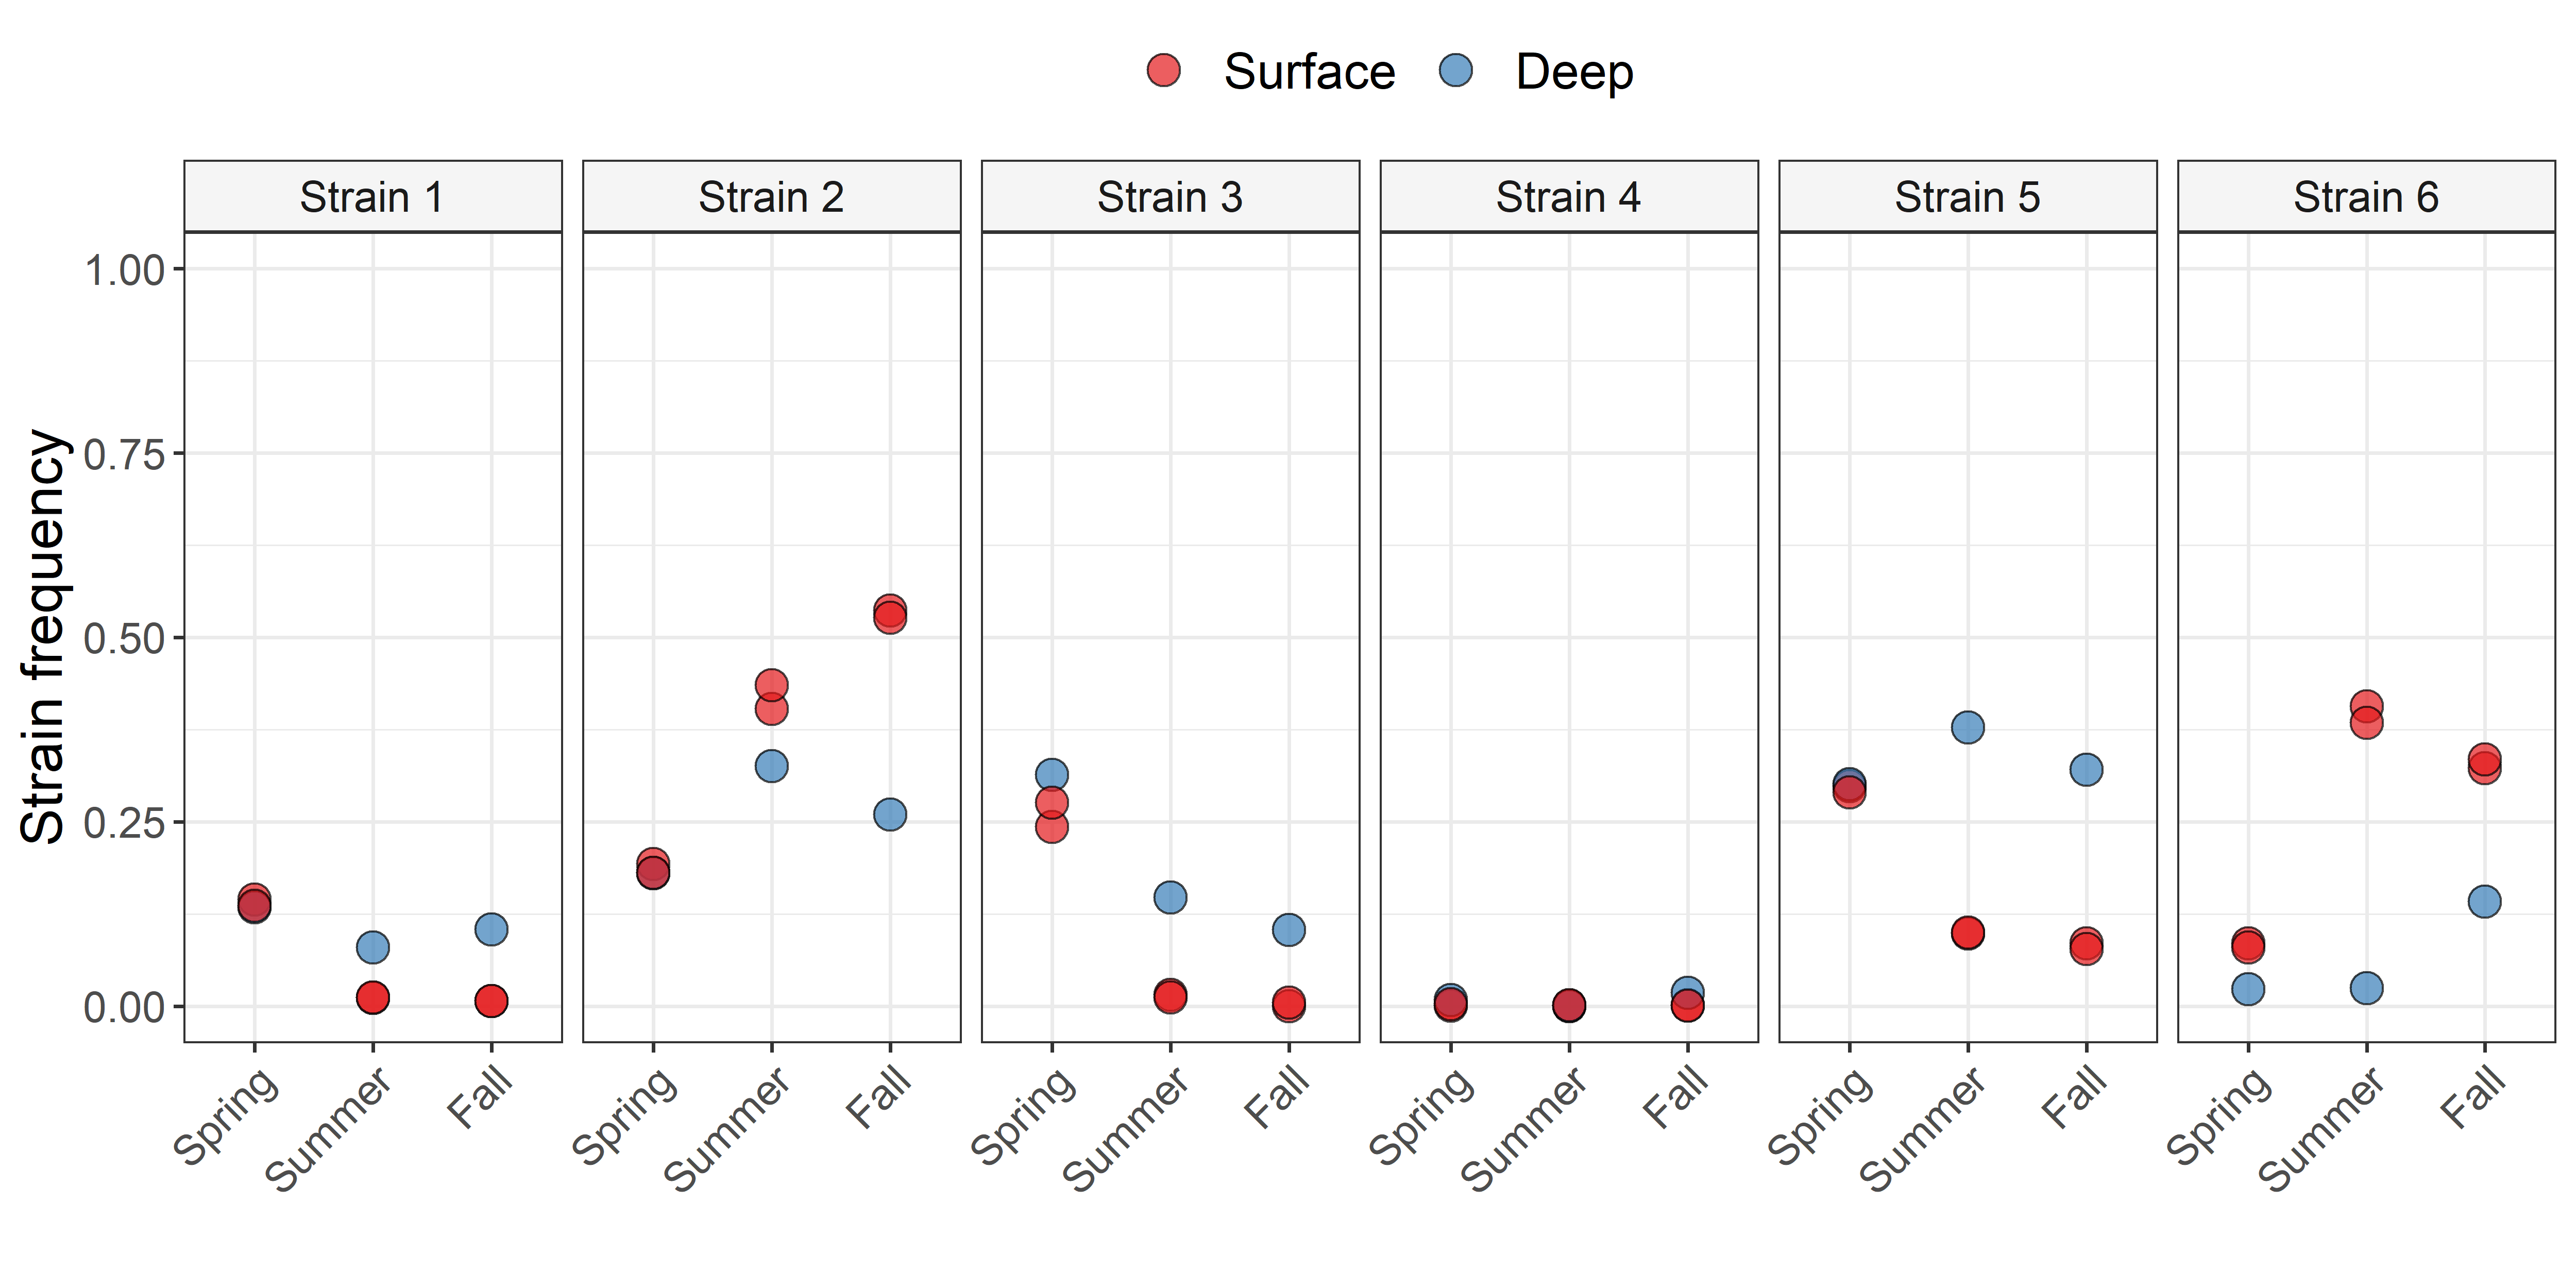 Surface Deep
Strain 1 Strain 2 Strain 3 Strain 4 Strain 5 Strain 6
Strain frequency
1.00
0.75
0.50
0.25
0.00
Spring Summer Fall Spring Summer Fall Spring Summer Fall Spring Summer Fall Spring Summer Fall Spring Summer Fall